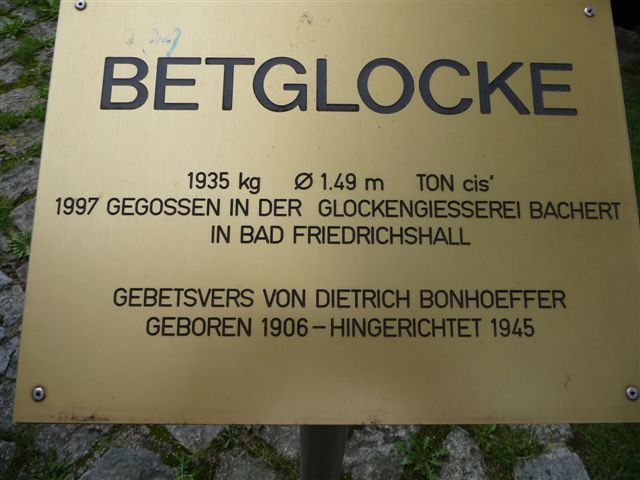 BETGLOCKE
1935 kg Ø 1.49 m TON cis'
1997 GEGOSSEN IN DER GLOCKENGIESSEREI BACHERT
IN BAD FRIEDRICHSHALL
GEBETSVERS VON DIETRICH BONHOEFFER
GEBOREN 1906 – HINGERICHTET 1945